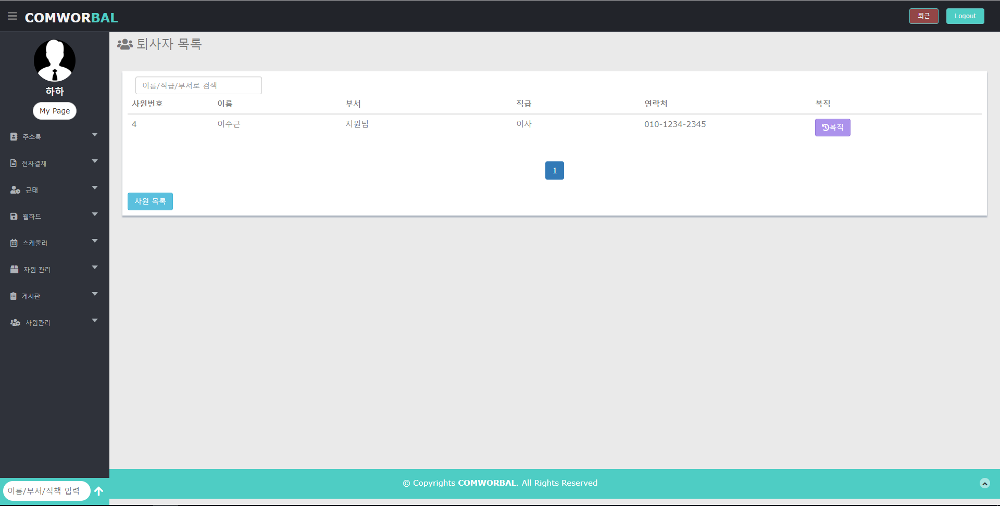 COMWORBAL
퇴근
Logout
하하
My Page
주소록
전자결재
근태
웹하드
스케줄러
자원 관리
게시판
사원관리
이름/부서/직책 입력
퇴사자 목록
이름/직급/부서로 검색
사원번호 이름 부서 직급 연락처 복직
4 이수근 지원팀 이사 010-1234-2345 복직
1
사원 목록
© Copyrights COMWORBAL. All Rights Reserved